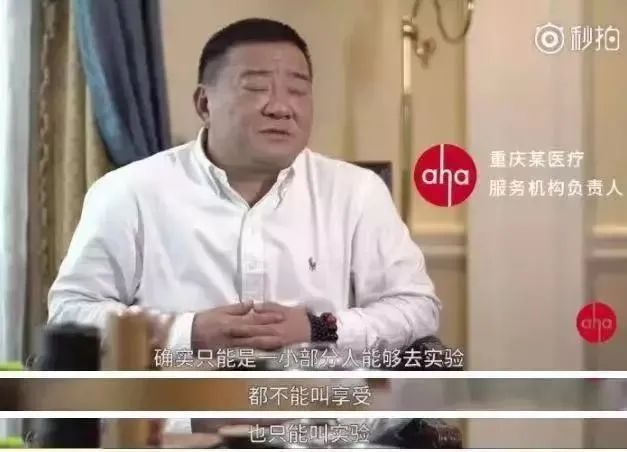 秒拍
aha
重庆某医疗
服务机构负责人
aha
确实只能是一小部分人能够去实验
都不能叫享受
也只能叫实验